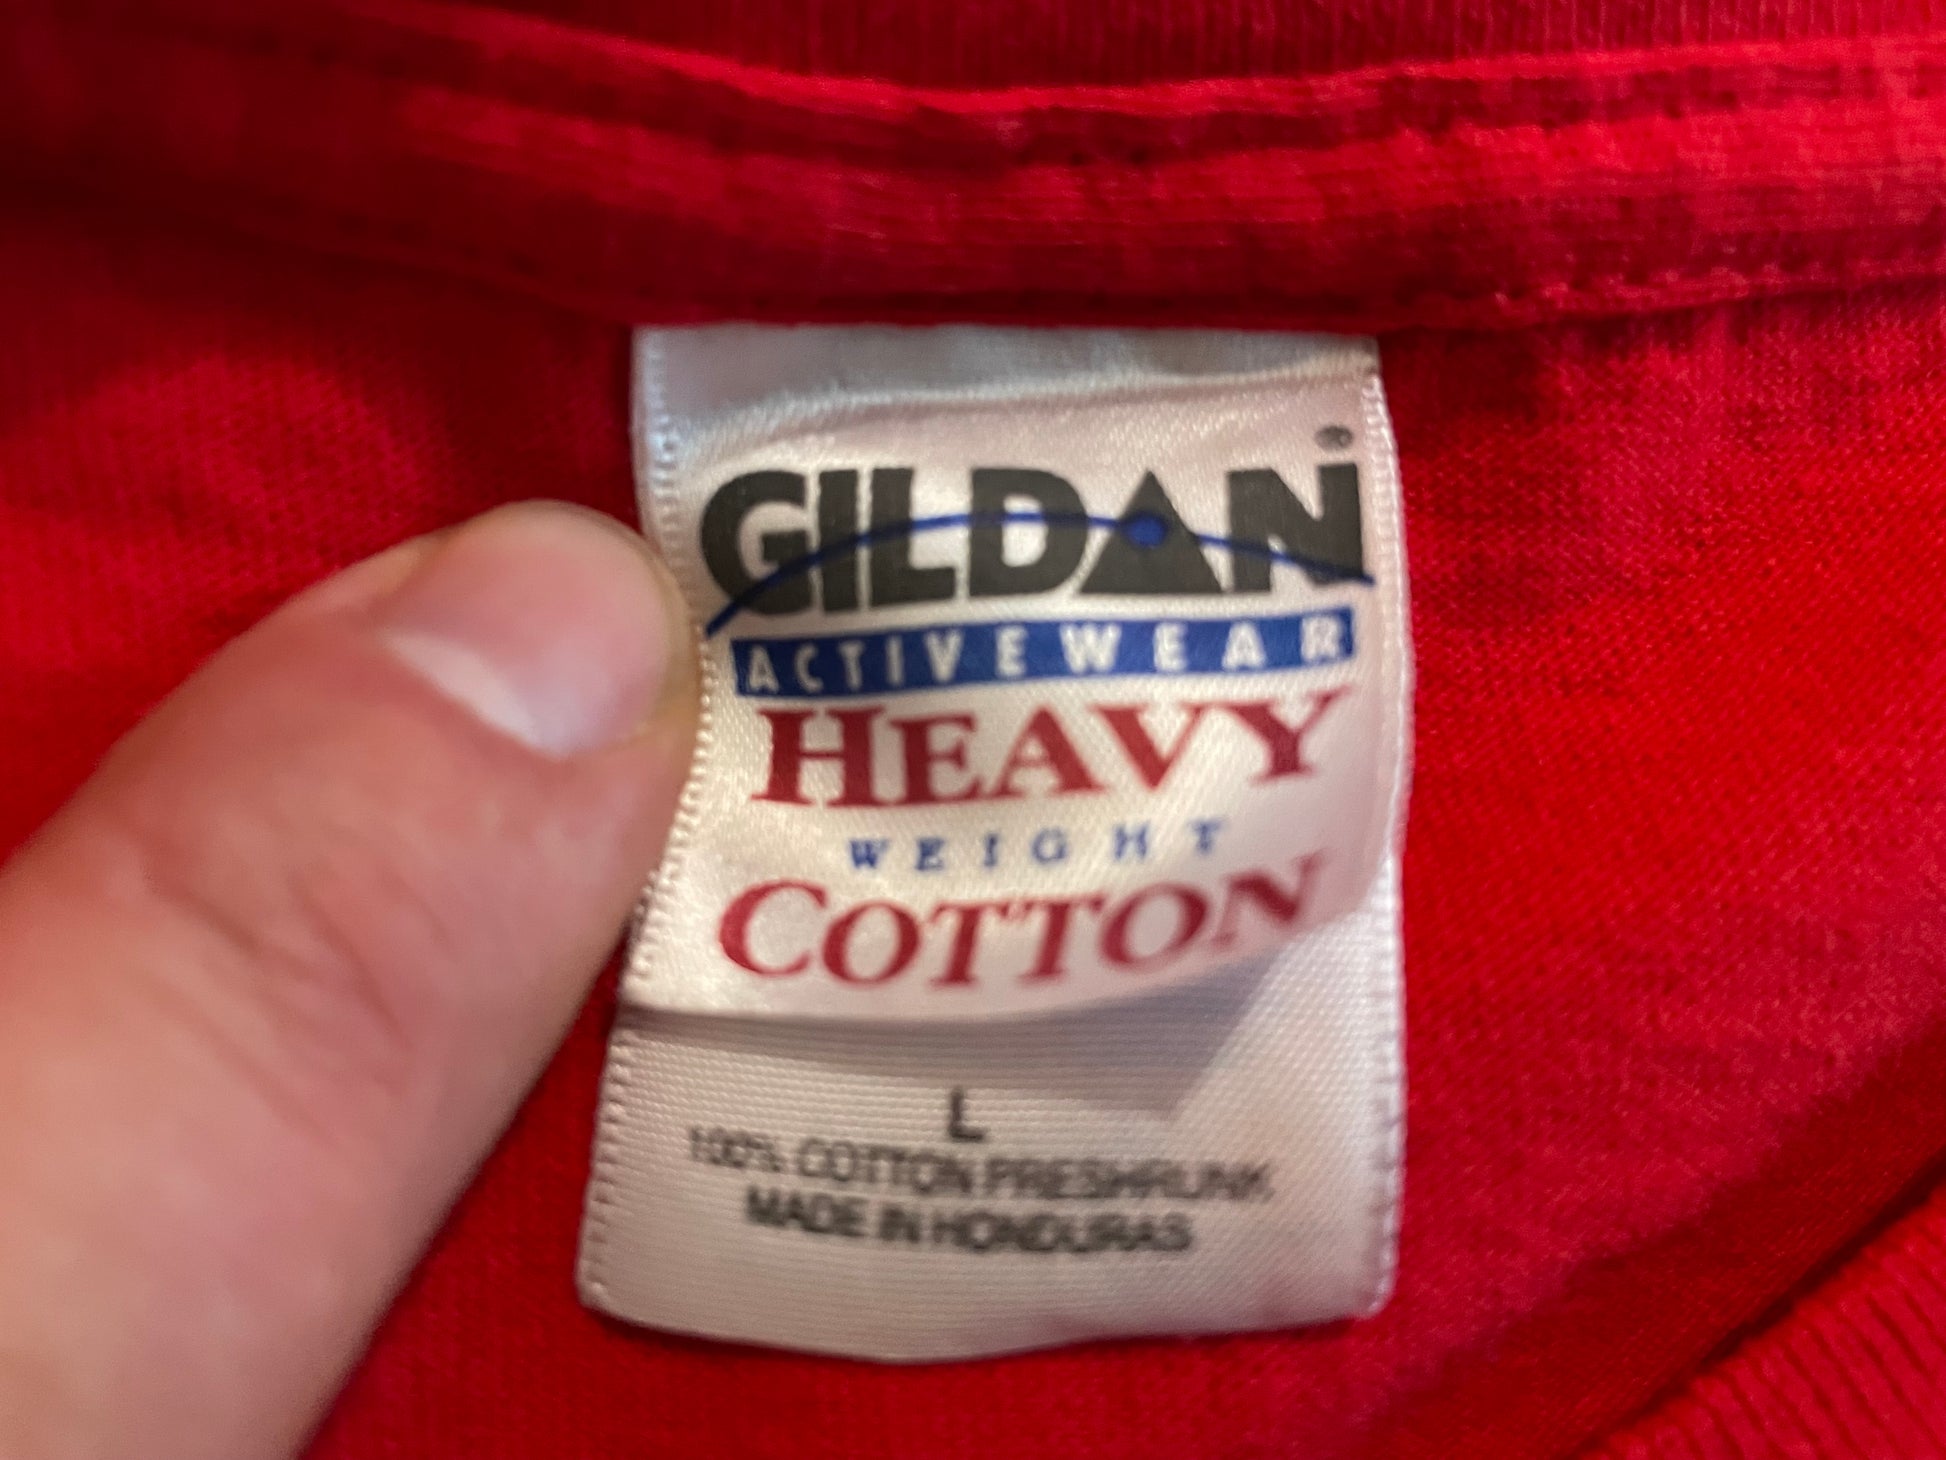 GILDAN®
ACTIVEWEAR
HEAVY
WEIGHT
COTTON
L
100% COTTON PRESHRUNK
MADE IN HONDURAS